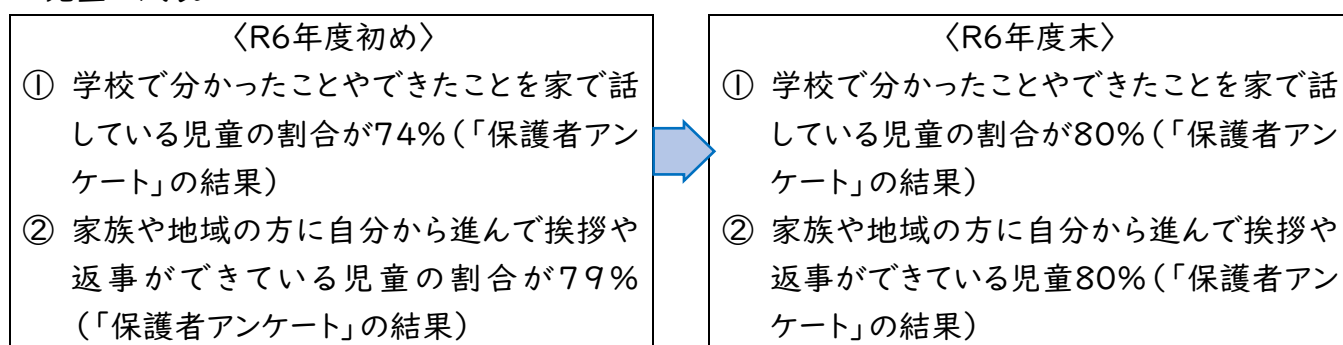 〈R6年度初め〉
① 学校で分かったことやできたことを家で話
している児童の割合が74%(「保護者アン
ケート」の結果)
② 家族や地域の方に自分から進んで挨拶や
返事ができている児童の割合が79%
(「保護者アンケート」の結果)
〈R6年度末〉
① 学校で分かったことやできたことを家で話
している児童の割合が80%(「保護者アン
ケート」の結果)
② 家族や地域の方に自分から進んで挨拶や
返事ができている児童80%(「保護者アン
ケート」の結果)